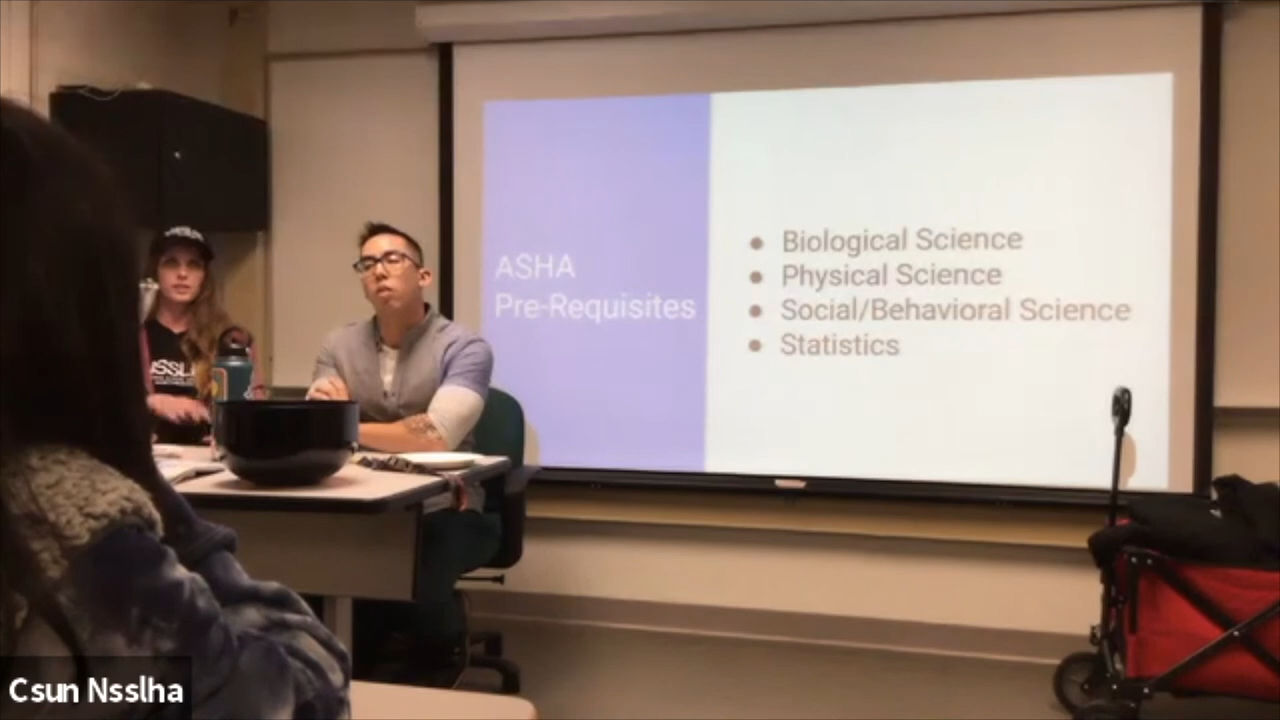 ASHA
Pre-Requisites
● Biological Science
● Physical Science
● Social/Behavioral Science
● Statistics
Csun Nsslha